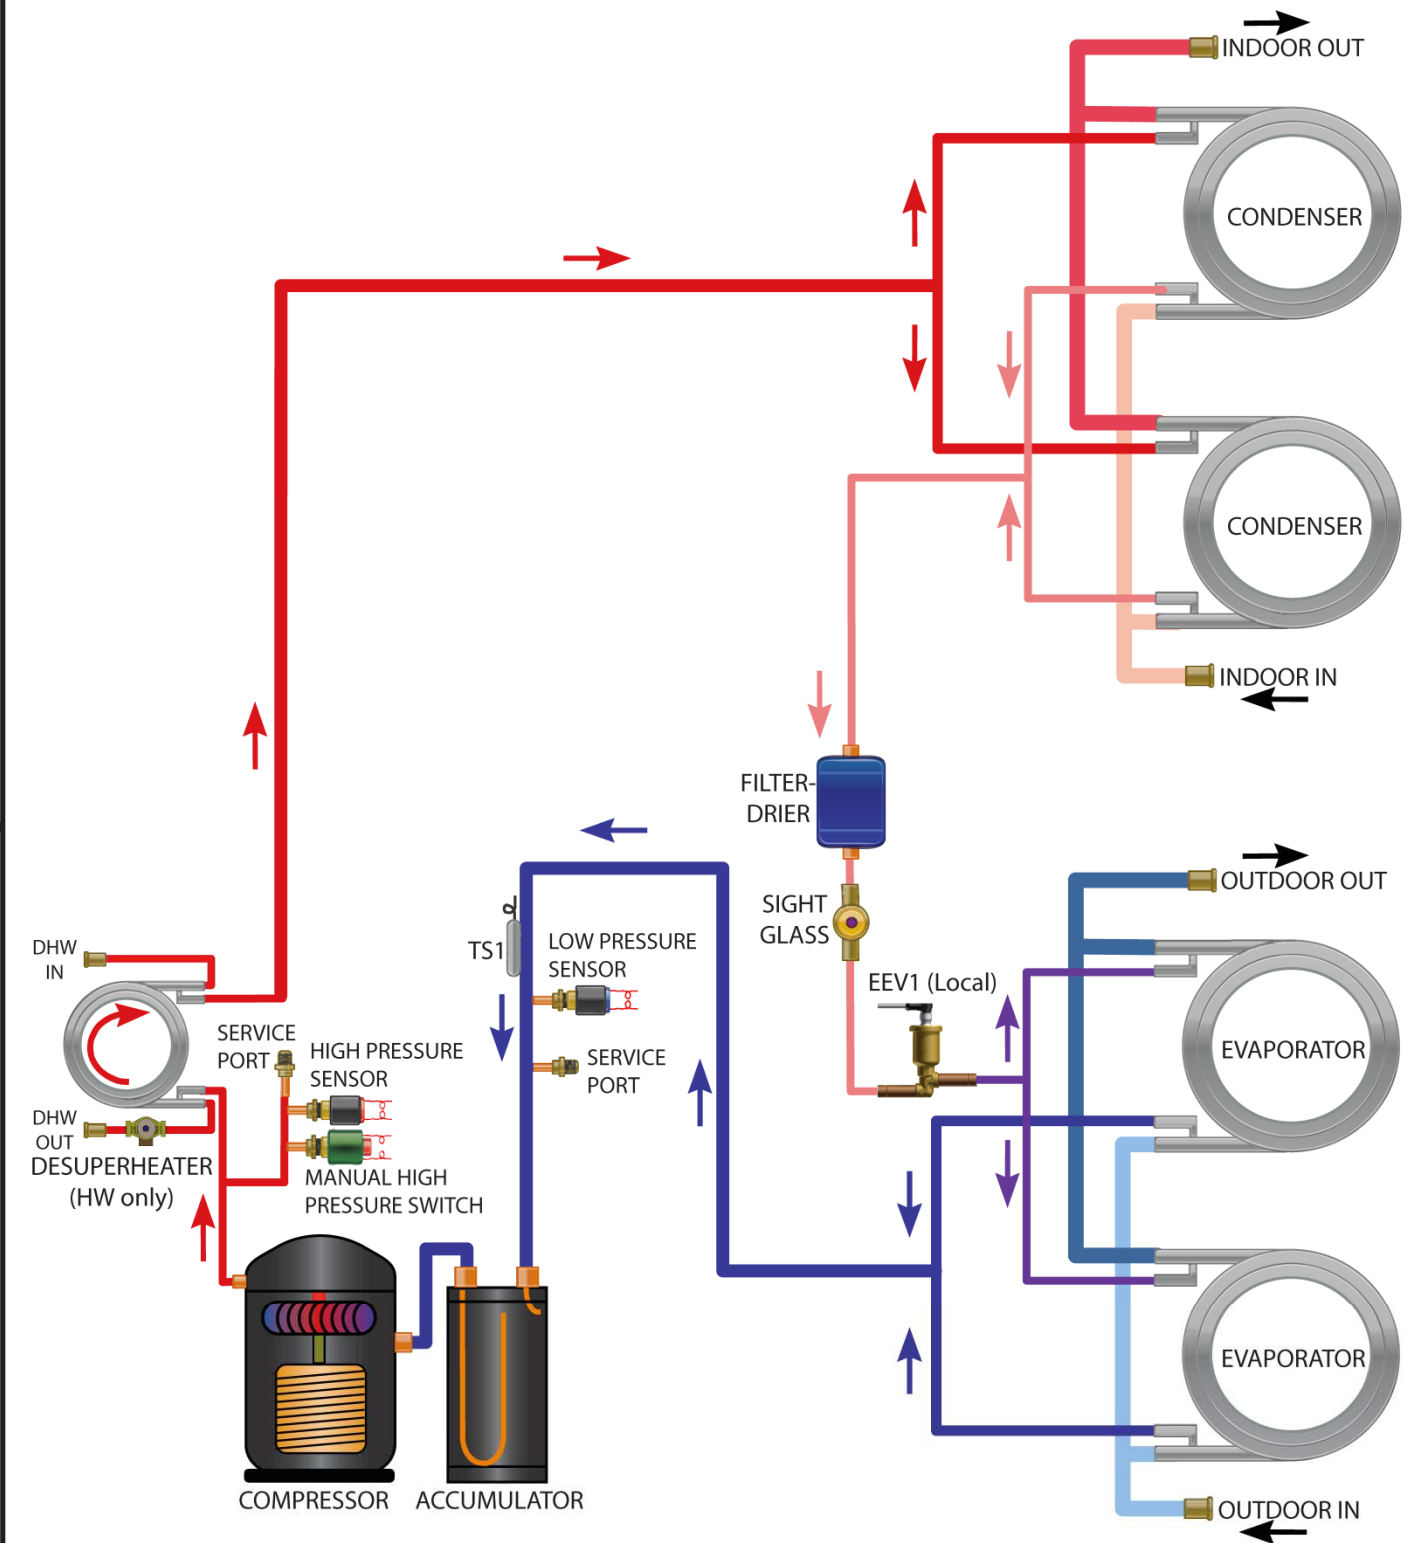 INDOOR OUT
CONDENSER
CONDENSER
INDOOR IN
FILTER-
DRIER
SIGHT
GLASS
EEV1 (Local)
OUTDOOR OUT
EVAPORATOR
EVAPORATOR
OUTDOOR IN
TS1
LOW PRESSURE
SENSOR
SERVICE
PORT
DHW
IN
SERVICE
PORT
HIGH PRESSURE
SENSOR
DHW
OUT
DESUPERHEATER
(HW only)
MANUAL HIGH
PRESSURE SWITCH
COMPRESSOR
ACCUMULATOR